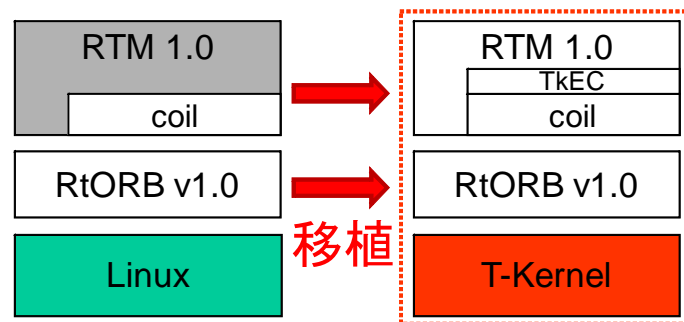 RTM 1.0
coil
RtORB v1.0
Linux
移植
RTM 1.0
TkEC
coil
RtORB v1.0
T-Kernel